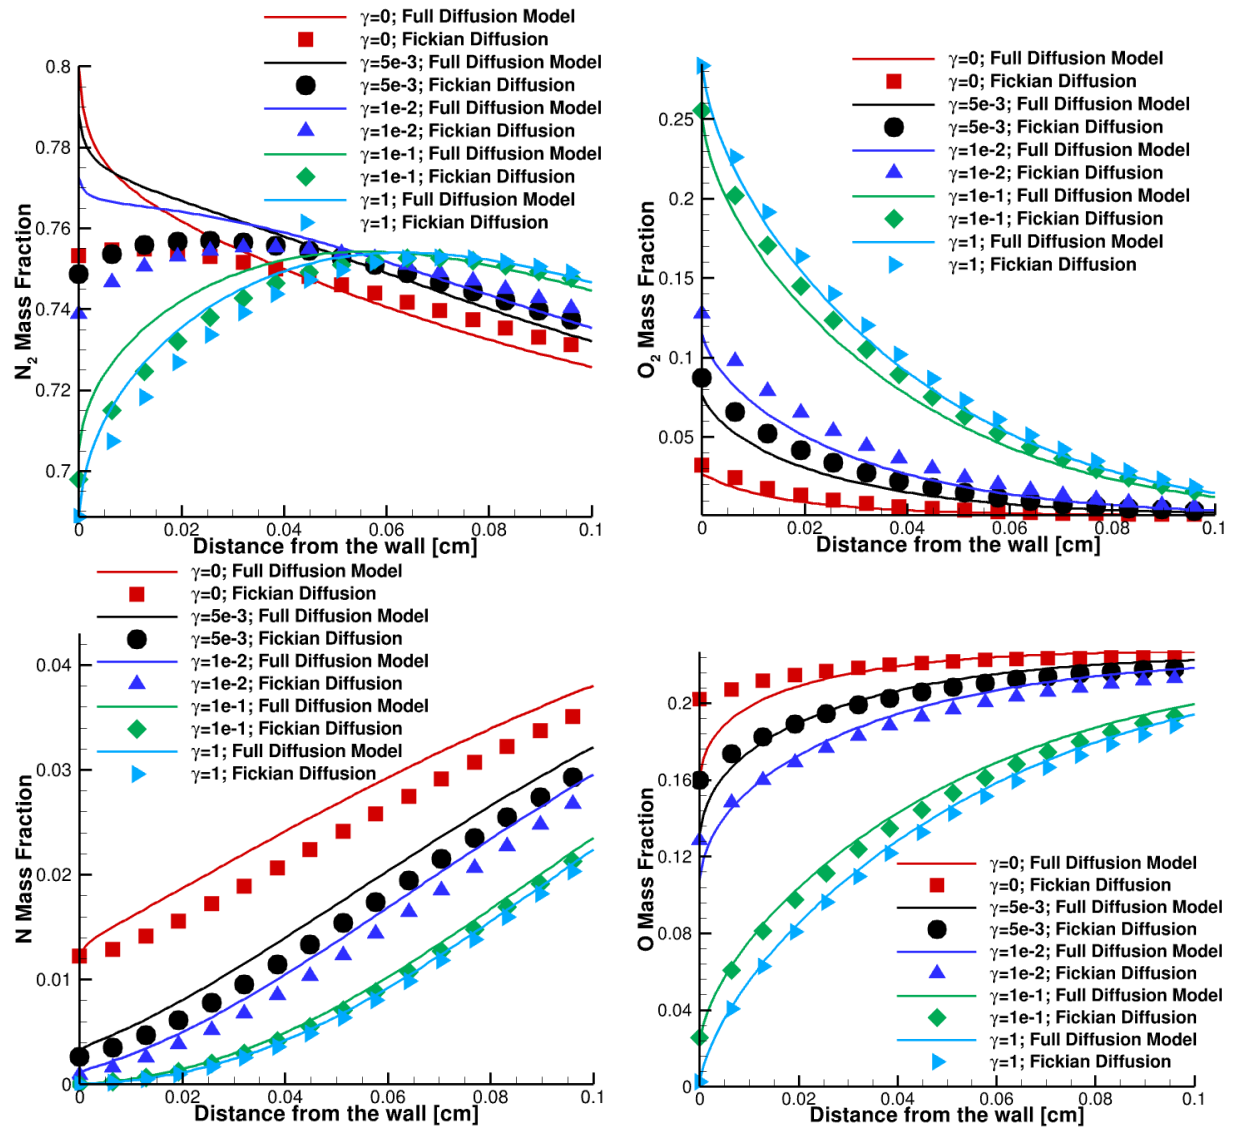 γ=0; Full Diffusion Model
γ=0; Fickian Diffusion
γ=5e-3; Full Diffusion Model
γ=5e-3; Fickian Diffusion
γ=1e-2; Full Diffusion Model
γ=1e-2; Fickian Diffusion
γ=1e-1; Full Diffusion Model
γ=1e-1; Fickian Diffusion
γ=1; Full Diffusion Model
γ=1; Fickian Diffusion
0.8
0.78
0.76
0.74
0.72
0.7
N2 Mass Fraction
0.02
0.04
0.06
0.08
0.1
Distance from the wall [cm]
γ=0; Full Diffusion Model
γ=0; Fickian Diffusion
γ=5e-3; Full Diffusion Model
γ=5e-3; Fickian Diffusion
γ=1e-2; Full Diffusion Model
γ=1e-2; Fickian Diffusion
γ=1e-1; Full Diffusion Model
γ=1e-1; Fickian Diffusion
γ=1; Full Diffusion Model
γ=1; Fickian Diffusion
0.25
0.2
0.15
0.1
0.05
O2 Mass Fraction
0
0.02
0.04
0.06
0.08
0.1
Distance from the wall [cm]
γ=0; Full Diffusion Model
γ=0; Fickian Diffusion
γ=5e-3; Full Diffusion Model
γ=5e-3; Fickian Diffusion
γ=1e-2; Full Diffusion Model
γ=1e-2; Fickian Diffusion
γ=1e-1; Full Diffusion Model
γ=1e-1; Fickian Diffusion
γ=1; Full Diffusion Model
γ=1; Fickian Diffusion
0.04
0.03
0.02
0.01
0
N Mass Fraction
0
0.02
0.04
0.06
0.08
0.1
Distance from the wall [cm]
0.2
0.16
0.12
0.08
0.04
0
O Mass Fraction
γ=0; Full Diffusion Model
γ=0; Fickian Diffusion
γ=5e-3; Full Diffusion Model
γ=5e-3; Fickian Diffusion
γ=1e-2; Full Diffusion Model
γ=1e-2; Fickian Diffusion
γ=1e-1; Full Diffusion Model
γ=1e-1; Fickian Diffusion
γ=1; Full Diffusion Model
γ=1; Fickian Diffusion
0
0.02
0.04
0.06
0.08
0.1
Distance from the wall [cm]